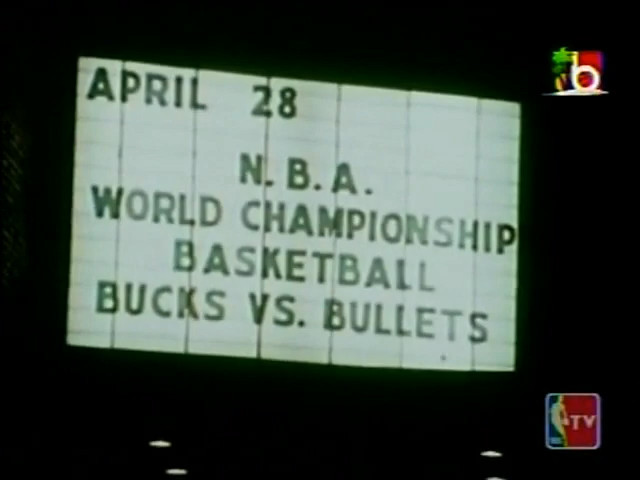 APRIL 28
N.B.A.
WORLD CHAMPIONSHIP
BASKETBALL
BUCKS VS. BULLETS
b
TV